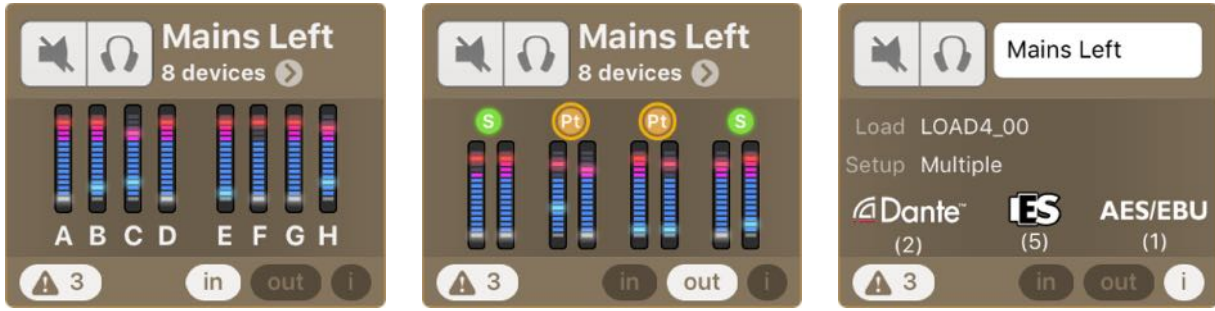 Mains Left
8 devices
A B C D E F G H
3 in out i
Mains Left
8 devices
S Pt Pt S
3 in out i
Mains Left
Load LOAD4_00
Setup Multiple
Dante™ ES AES/EBU
(2) (5) (1)
3 in out i